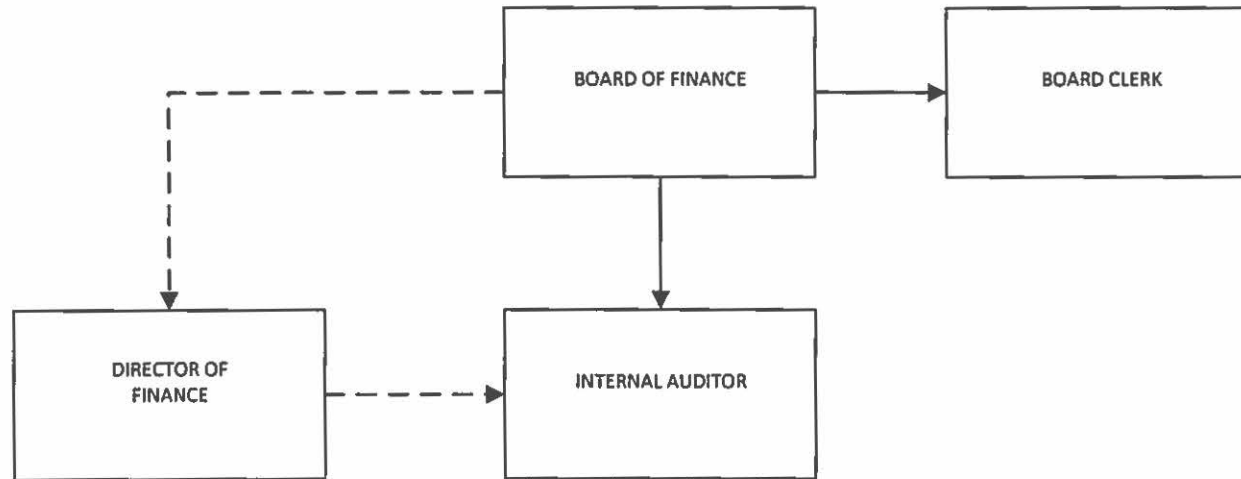 BOARD OF FINANCE
BOARD CLERK
DIRECTOR OF
FINANCE
INTERNAL AUDITOR